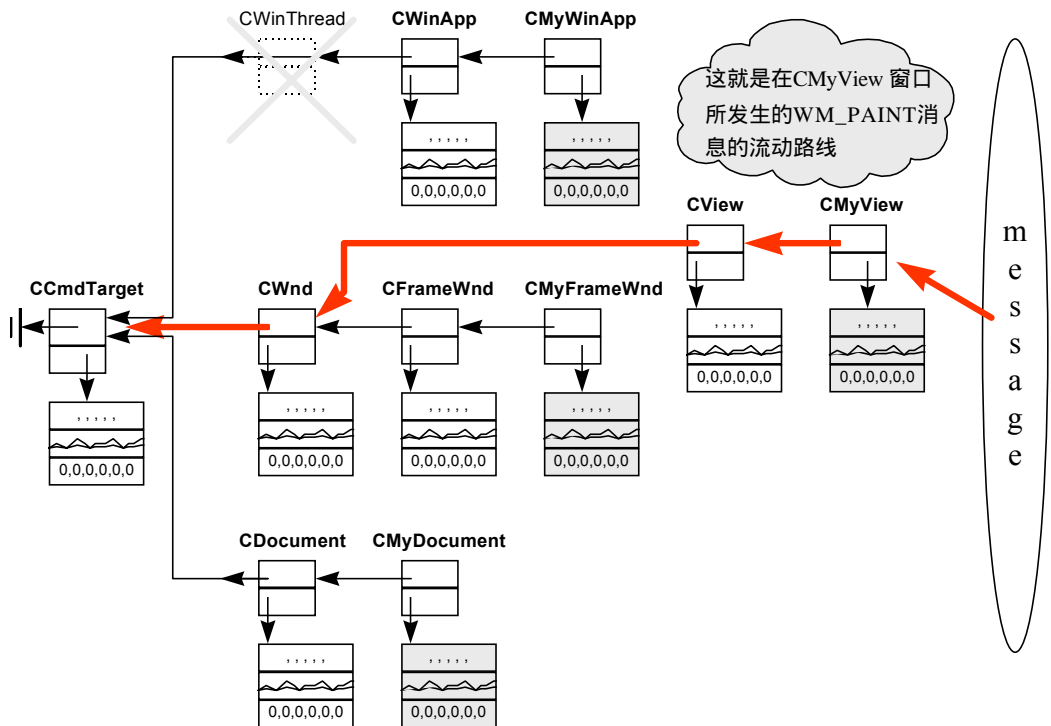 CWinThread
CWinApp
CMyWinApp
, , , , ,
0,0,0,0,0,0
, , , , ,
0,0,0,0,0,0
这就是在CMyView 窗口
所发生的WM_PAINT消
息的流动路线
CView
CMyView
, , , , ,
0,0,0,0,0,0
, , , , ,
0,0,0,0,0,0
message
CCmdTarget
CWnd
CFrameWnd
CMyFrameWnd
, , , , ,
0,0,0,0,0,0
, , , , ,
0,0,0,0,0,0
, , , , ,
0,0,0,0,0,0
, , , , ,
0,0,0,0,0,0
CDocument
CMyDocument
, , , , ,
0,0,0,0,0,0
, , , , ,
0,0,0,0,0,0